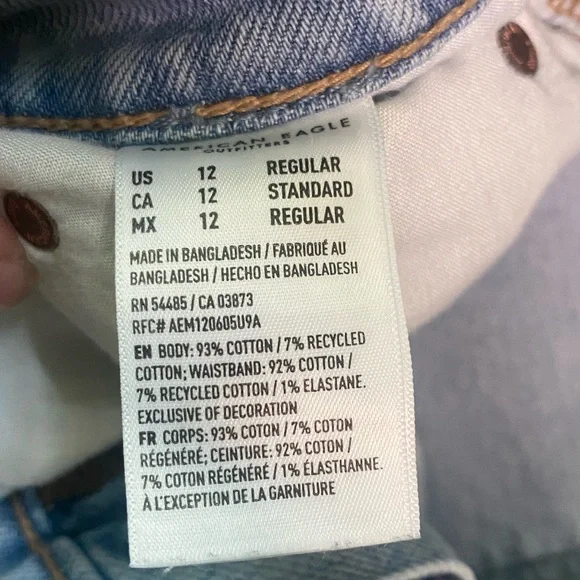 AMERICAN EAGLE
OUTFITTERS
US 12 REGULAR
CA 12 STANDARD
MX 12 REGULAR
MADE IN BANGLADESH / FABRIQUÉ AU
BANGLADESH / HECHO EN BANGLADESH
RN 54485 / CA 03873
RFC# AEM120605U9A
EN BODY: 93% COTTON / 7% RECYCLED
COTTON; WAISTBAND: 92% COTTON /
7% RECYCLED COTTON / 1% ELASTANE.
EXCLUSIVE OF DECORATION
FR CORPS: 93% COTON / 7% COTON
RÉGÉNÉRÉ; CEINTURE: 92% COTON /
7% COTON RÉGÉNÉRÉ / 1% ÉLASTHANNE.
À L'EXCEPTION DE LA GARNITURE